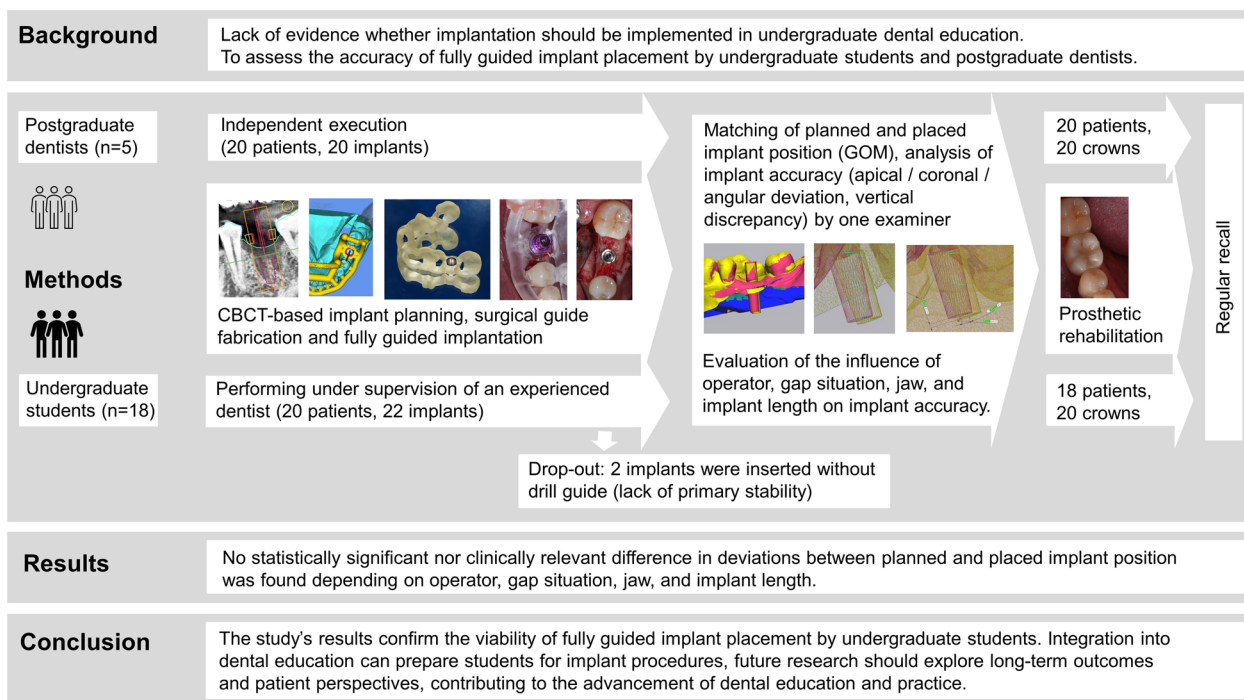 Background
Lack of evidence whether implantation should be implemented in undergraduate dental education.
To assess the accuracy of fully guided implant placement by undergraduate students and postgraduate dentists.
Methods
Postgraduate
dentists (n=5)
Undergraduate
students (n=18)
Independent execution
(20 patients, 20 implants)
CBCT-based implant planning, surgical guide
fabrication and fully guided implantation
Performing under supervision of an experienced
dentist (20 patients, 22 implants)
Drop-out: 2 implants were inserted without
drill guide (lack of primary stability)
Matching of planned and placed
implant position (GOM), analysis of
implant accuracy (apical / coronal /
angular deviation, vertical
discrepancy) by one examiner
Evaluation of the influence of
operator, gap situation, jaw, and
implant length on implant accuracy.
20 patients,
20 crowns
Prosthetic
rehabilitation
18 patients,
20 crowns
Regular recall
Results
No statistically significant nor clinically relevant difference in deviations between planned and placed implant position
was found depending on operator, gap situation, jaw, and implant length.
Conclusion
The study's results confirm the viability of fully guided implant placement by undergraduate students. Integration into
dental education can prepare students for implant procedures, future research should explore long-term outcomes
and patient perspectives, contributing to the advancement of dental education and practice.